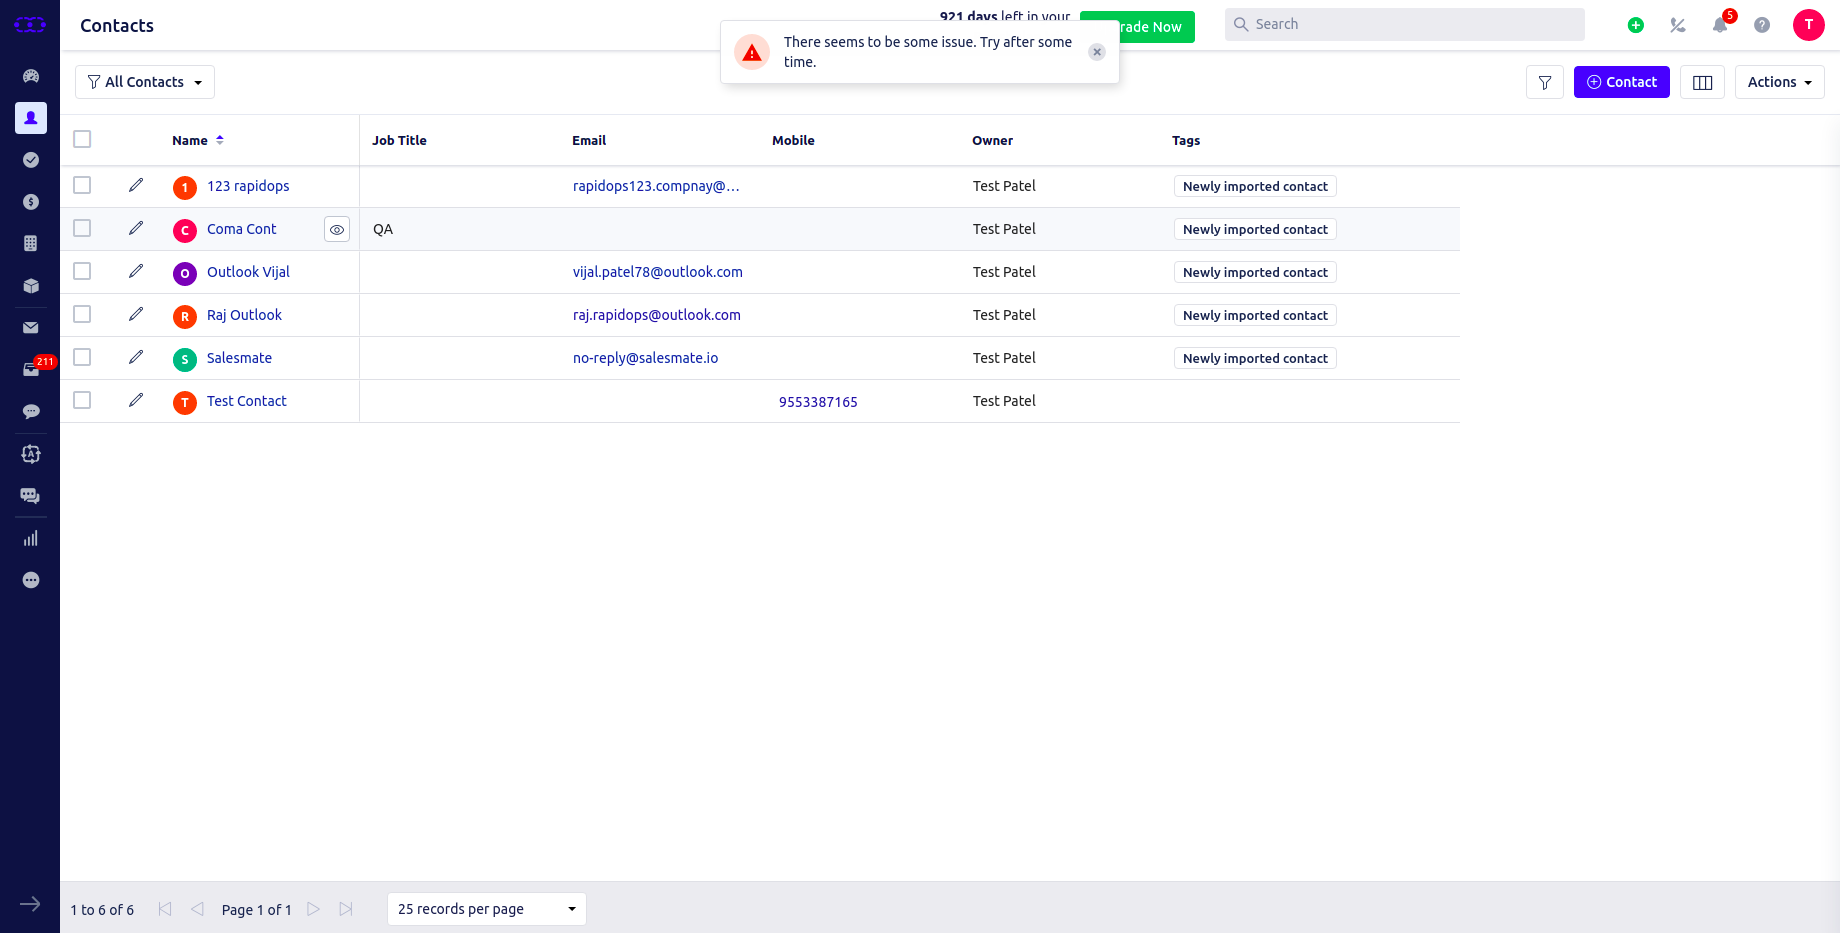 Contacts
921 days left in your
rade Now
Search
5
T
There seems to be some issue. Try after some
time.
All Contacts
Contact
Actions
Name
Job Title
Email
Mobile
Owner
Tags
1
123 rapidops
rapidops123.compnay@...
Test Patel
Newly imported contact
C
Coma Cont
QA
Test Patel
Newly imported contact
O
Outlook Vijal
vijal.patel78@outlook.com
Test Patel
Newly imported contact
R
Raj Outlook
raj.rapidops@outlook.com
Test Patel
Newly imported contact
S
Salesmate
no-reply@salesmate.io
Test Patel
Newly imported contact
T
Test Contact
9553387165
Test Patel
211
1 to 6 of 6
Page 1 of 1
25 records per page